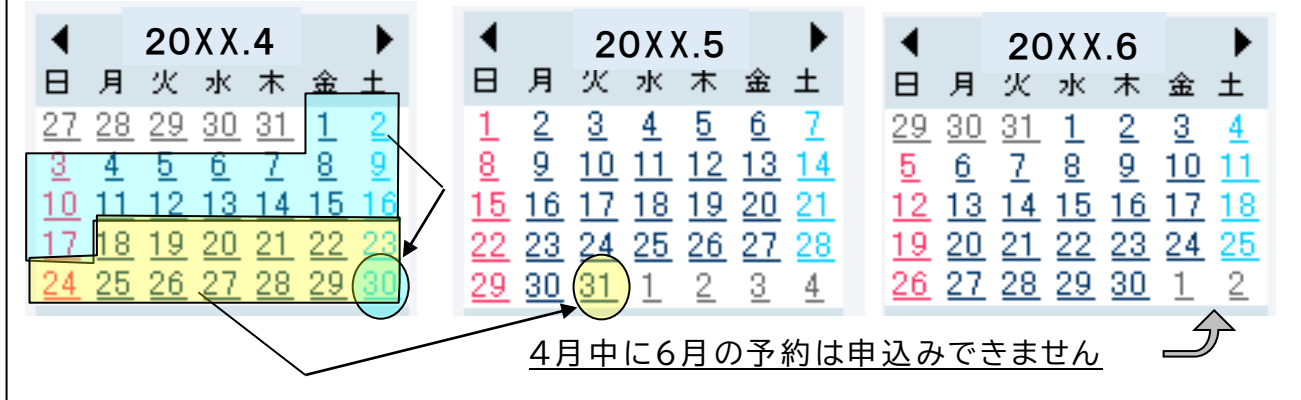 20XX.4
日 月 火 水 木 金 土
27 28 29 30 31 1 2
3 4 5 6 7 8 9
10 11 12 13 14 15 16
17 18 19 20 21 22 23
24 25 26 27 28 29 30
20XX.5
日 月 火 水 木 金 土
1 2 3 4 5 6 7
8 9 10 11 12 13 14
15 16 17 18 19 20 21
22 23 24 25 26 27 28
29 30 31 1 2 3 4
20XX.6
日 月 火 水 木 金 土
29 30 31 1 2 3 4
5 6 7 8 9 10 11
12 13 14 15 16 17 18
19 20 21 22 23 24 25
26 27 28 29 30 1 2
4月中に6月の予約は申込みできません